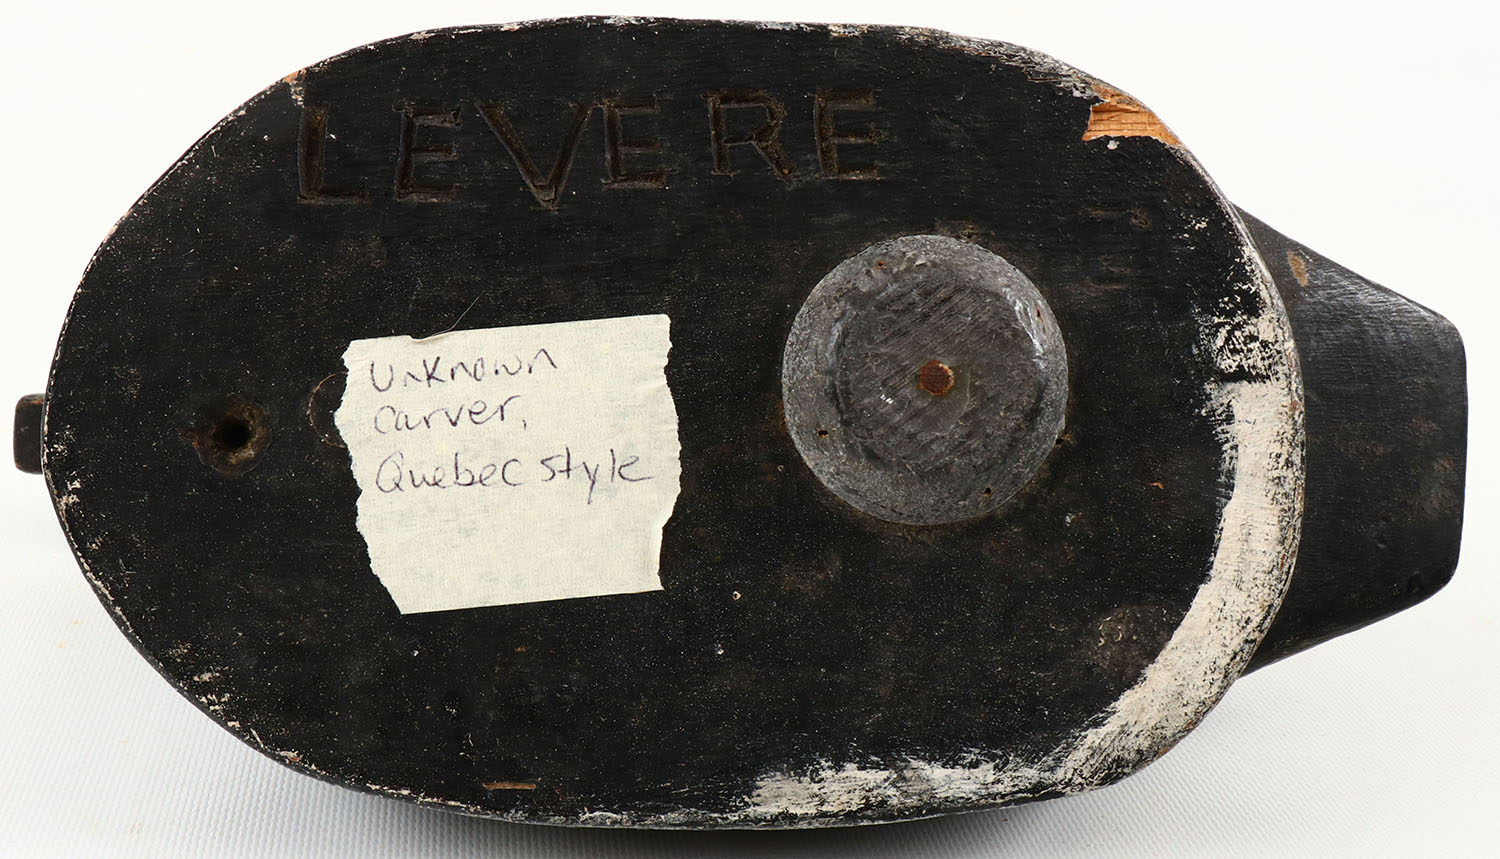 LEVERE
Unknown
carver,
Quebec style